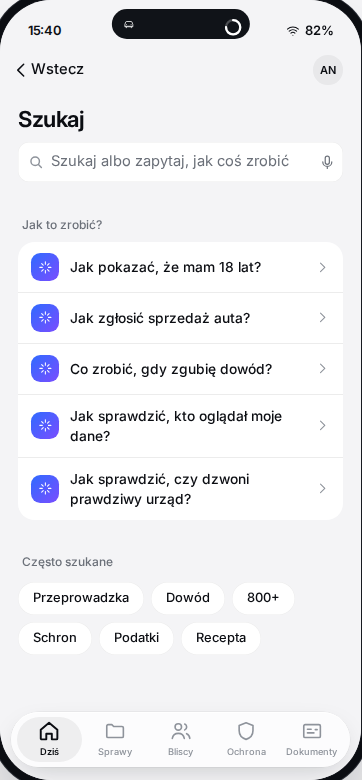 15:40
82%
Wstecz
AN
Szukaj
Szukaj albo zapytaj, jak coś zrobić
Jak to zrobić?
Jak pokazać, że mam 18 lat?
Jak zgłosić sprzedaż auta?
Co zrobić, gdy zgubię dowód?
Jak sprawdzić, kto oglądał moje
dane?
Jak sprawdzić, czy dzwoni
prawdziwy urząd?
Często szukane
Przeprowadzka
Dowód
800+
Schron
Podatki
Recepta
Dziś
Sprawy
Bliscy
Ochrona
Dokumenty